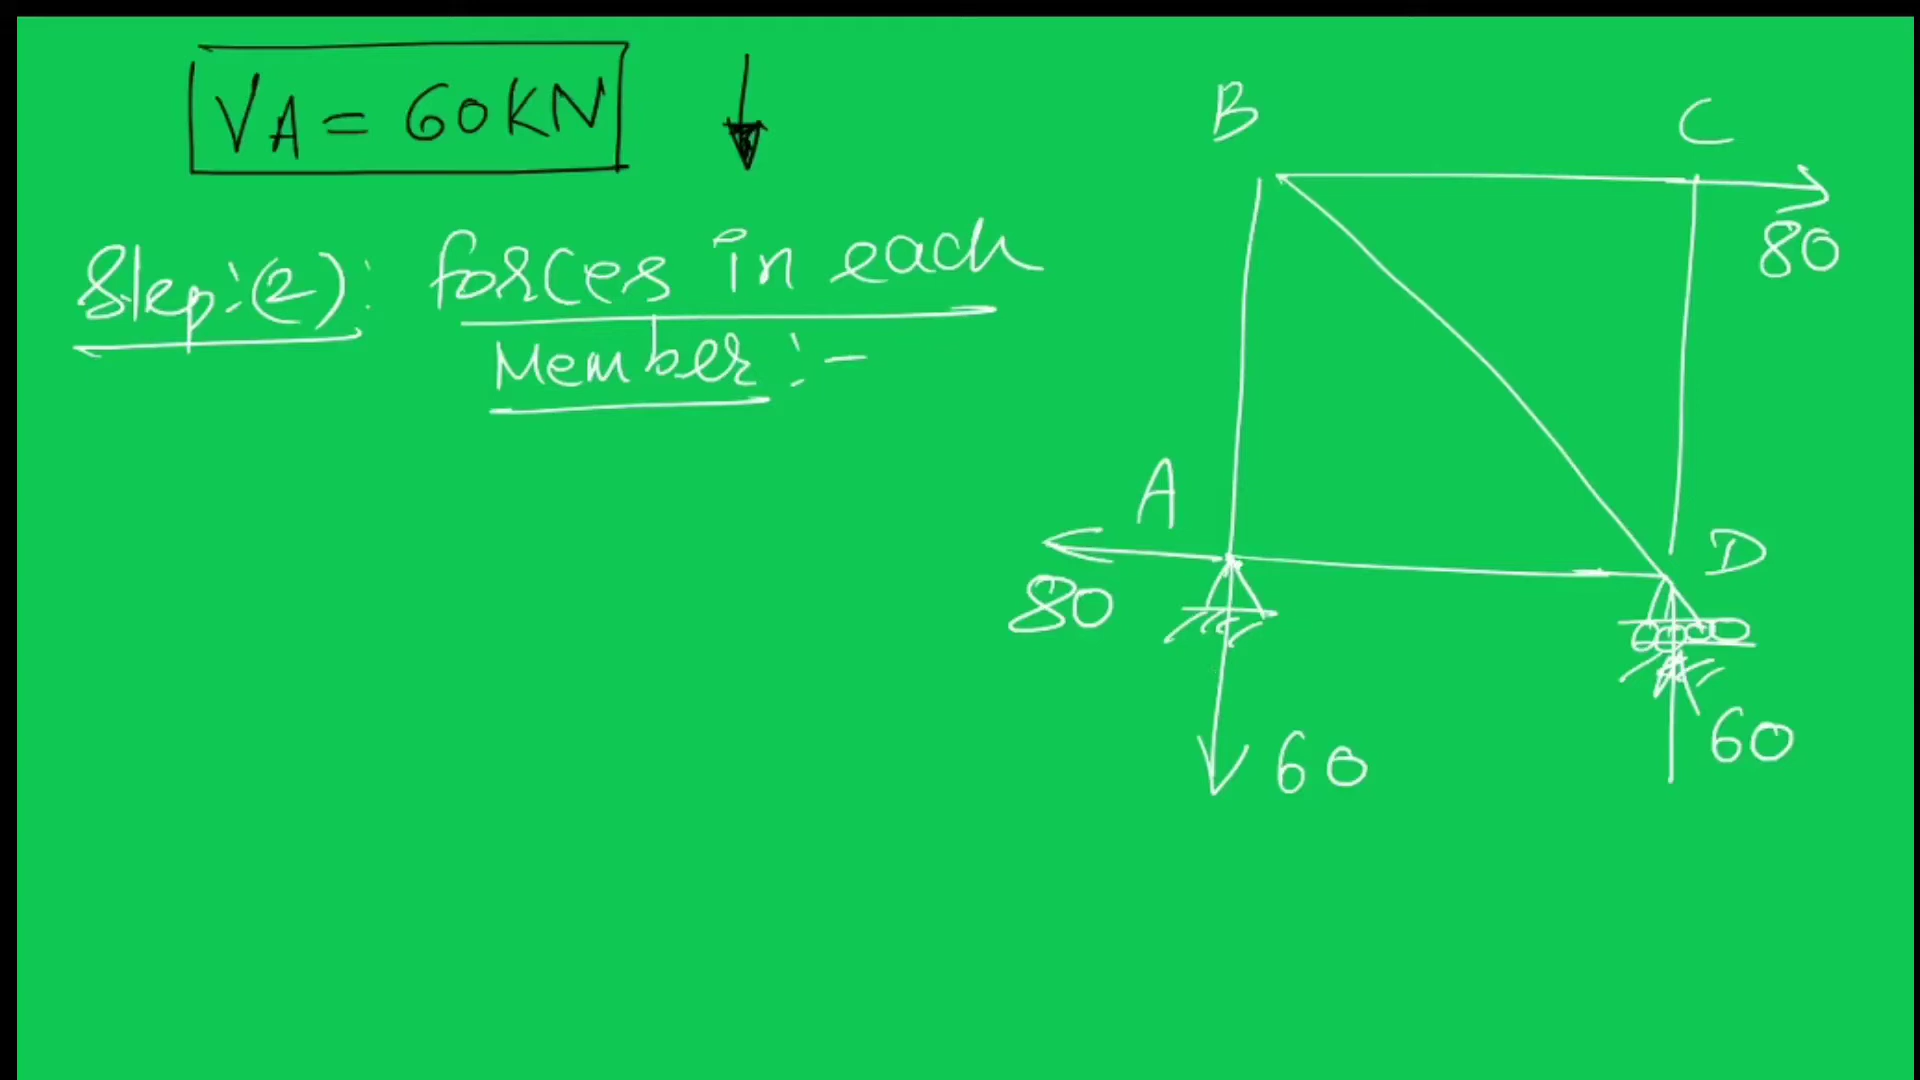 VA = 60KN
Step:(2): forces in each
Member :-
B
C
80
A
D
80
60
60